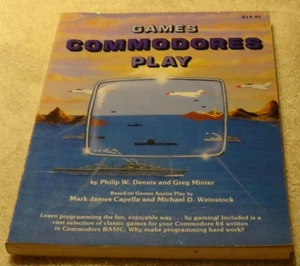 $14.95
GAMES
COMMODORES
PLAY
by Philip W. Dennis and Greg Minter
Based on Games Apples Play by
Mark James Capella and Michael D. Weinstock
Learn programming the fun, enjoyable way . . . by gaming! Included is a
vast selection of classic games for your Commodore 64 written
in Commodore BASIC. Why make programming hard work?